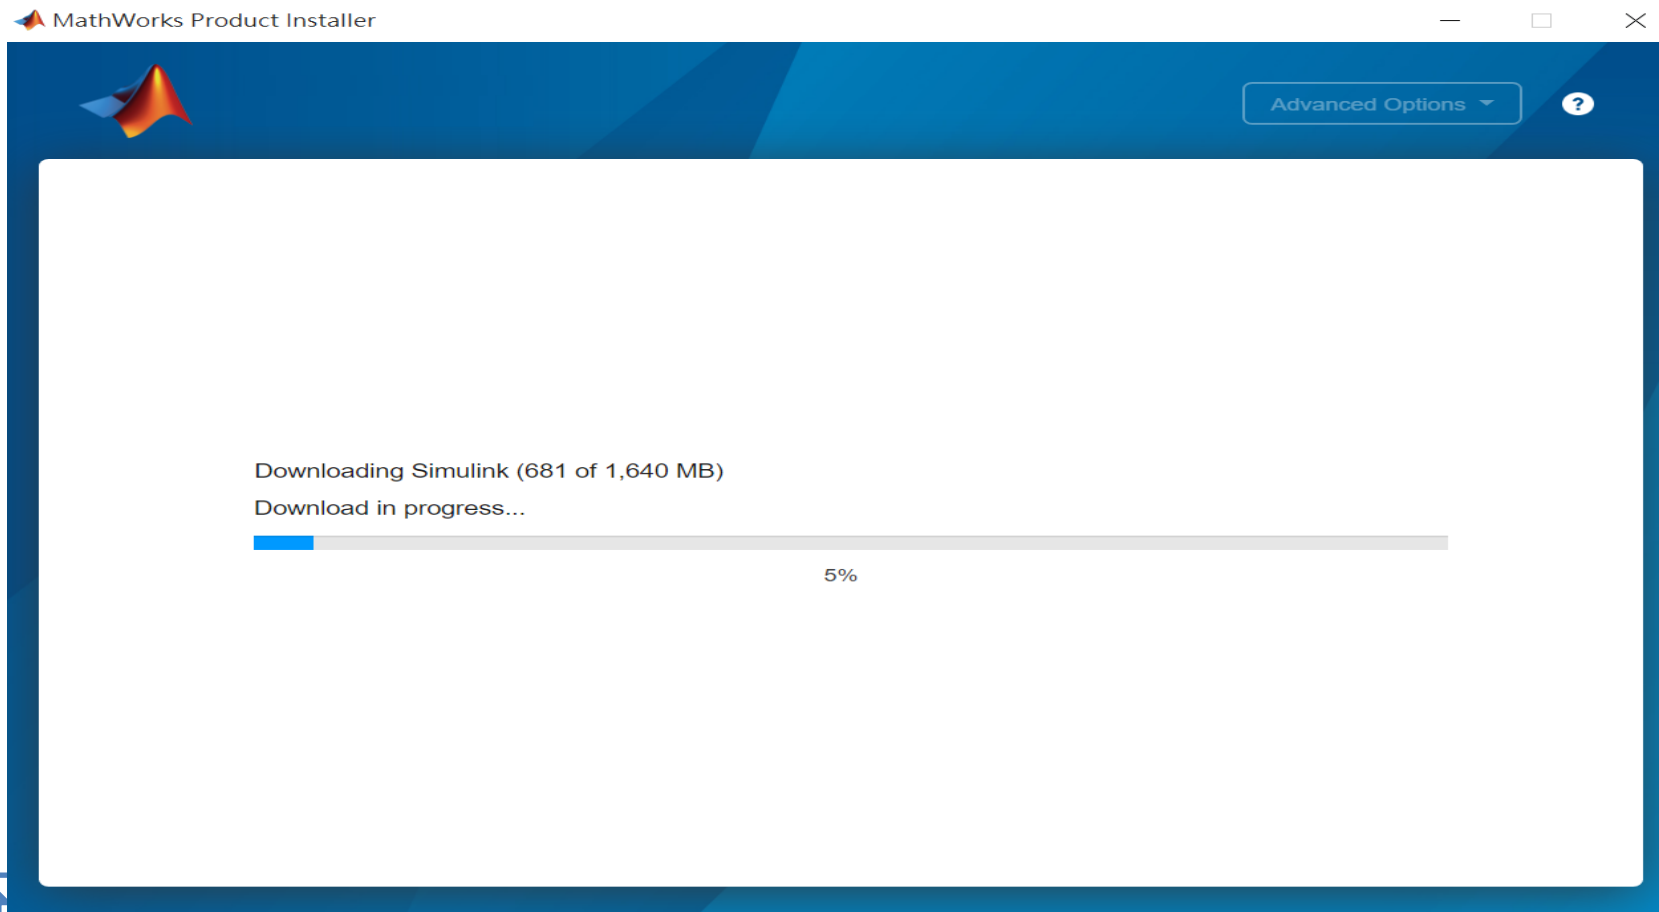 MathWorks Product Installer
Advanced Options
?
Downloading Simulink (681 of 1,640 MB)
Download in progress...
5%